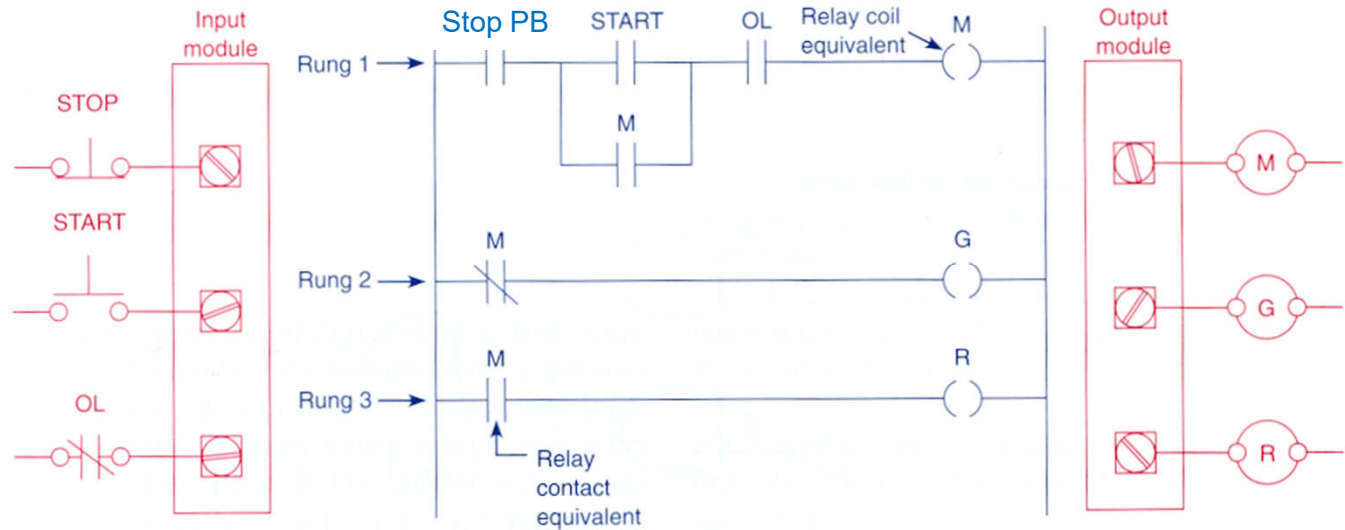 Input
module
STOP
START
OL
Stop PB
START
OL
Relay coil
equivalent
M
Rung 1
M
Rung 2
M
G
Rung 3
M
R
Relay
contact
equivalent
Output
module
M
G
R